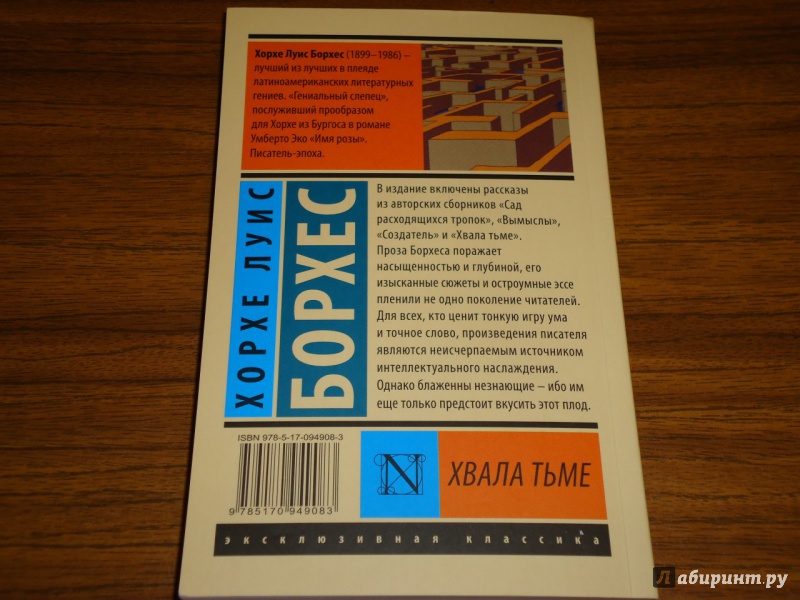 Хорхе Луис Борхес (1899–1986) –
лучший из лучших в плеяде
латиноамериканских литературных
гениев. «Гениальный слепец»,
послуживший прообразом
для Хорхе из Бургоса в романе
Умберто Эко «Имя розы».
Писатель-эпоха.
ХОРХЕ ЛУИС
БОРХЕС
В издание включены рассказы
из авторских сборников «Сад
расходящихся тропок», «Вымыслы»,
«Создатель» и «Хвала тьме».
Проза Борхеса поражает
насыщенностью и глубиной, его
изысканные сюжеты и остроумные эссе
пленили не одно поколение читателей.
Для всех, кто ценит тонкую игру ума
и точное слово, произведения писателя
являются неисчерпаемым источником
интеллектуального наслаждения.
Однако блаженны незнающие – ибо им
еще только предстоит вкусить этот плод.
ISBN 978-5-17-094908-3
9 785170 949083
N
ХВАЛА ТЬМЕ
эксклюзивная классика
Лабиринт.ру